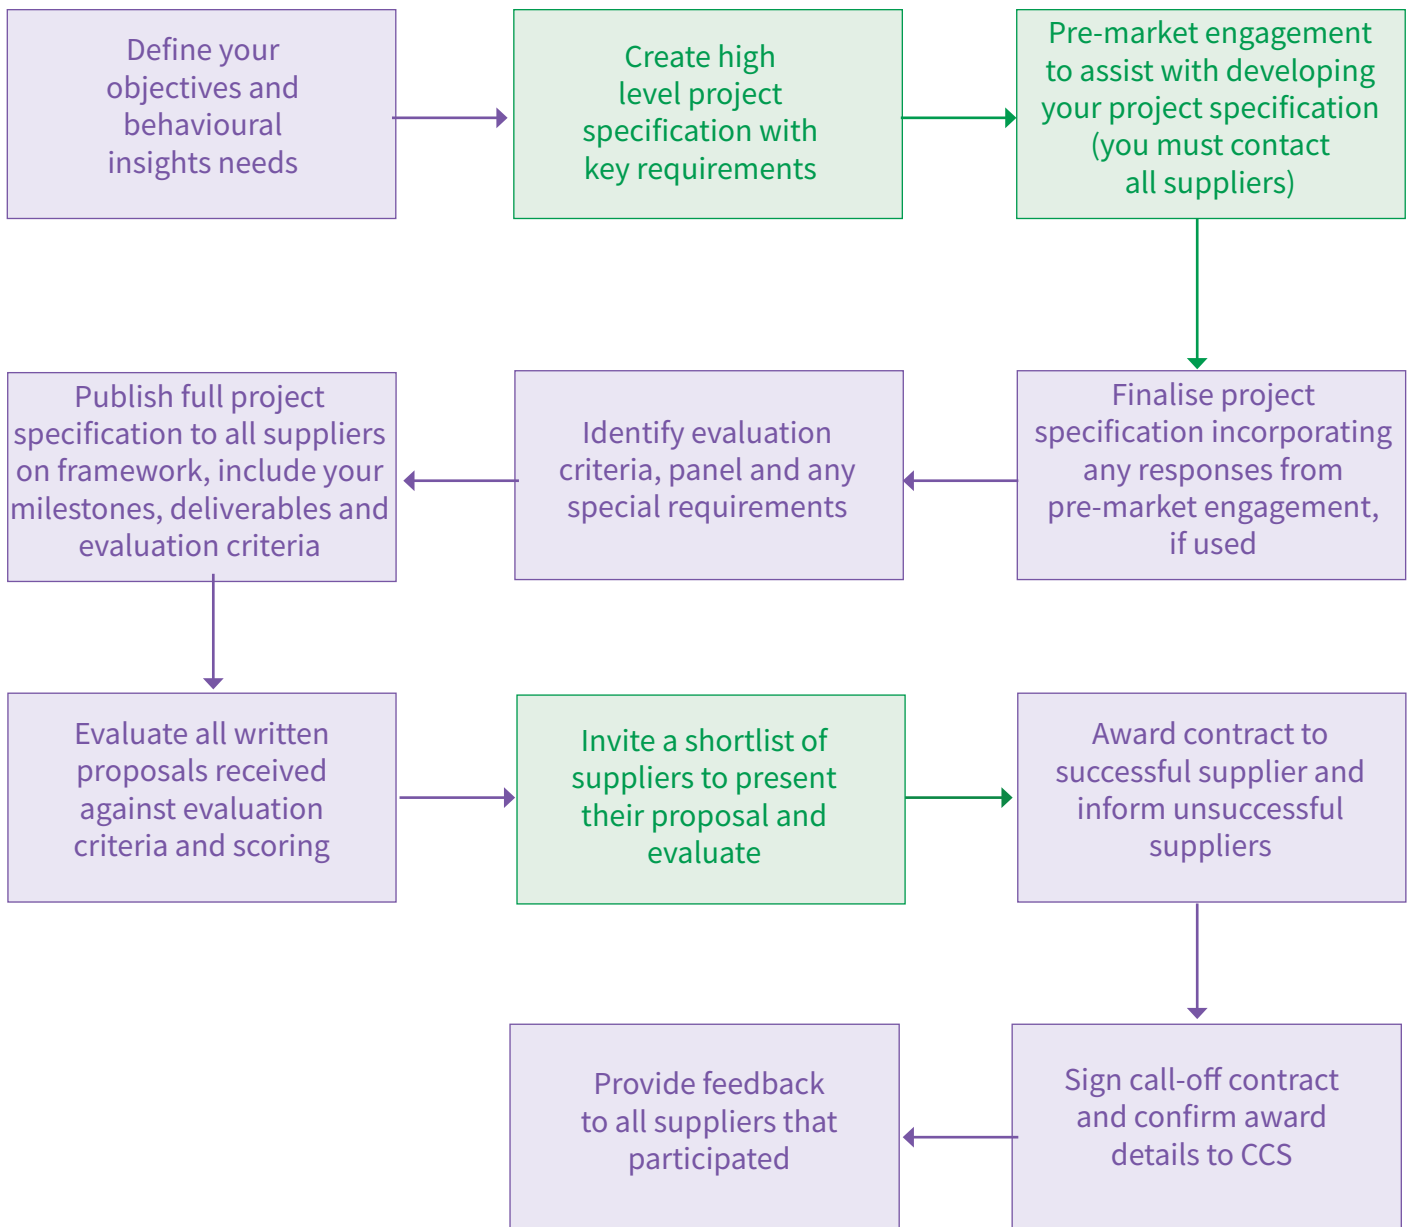 Define your
objectives and
behavioural
insights needs
Create high
level project
specification with
key requirements
Pre-market engagement
to assist with developing
your project specification
(you must contact
all suppliers)
Finalise project
specification incorporating
any responses from
pre-market engagement,
if used
Identify evaluation
criteria, panel and any
special requirements
Publish full project
specification to all suppliers
on framework, include your
milestones, deliverables and
evaluation criteria
Evaluate all written
proposals received
against evaluation
criteria and scoring
Invite a shortlist of
suppliers to present
their proposal and
evaluate
Award contract to
successful supplier and
inform unsuccessful
suppliers
Sign call-off contract
and confirm award
details to CCS
Provide feedback
to all suppliers that
participated